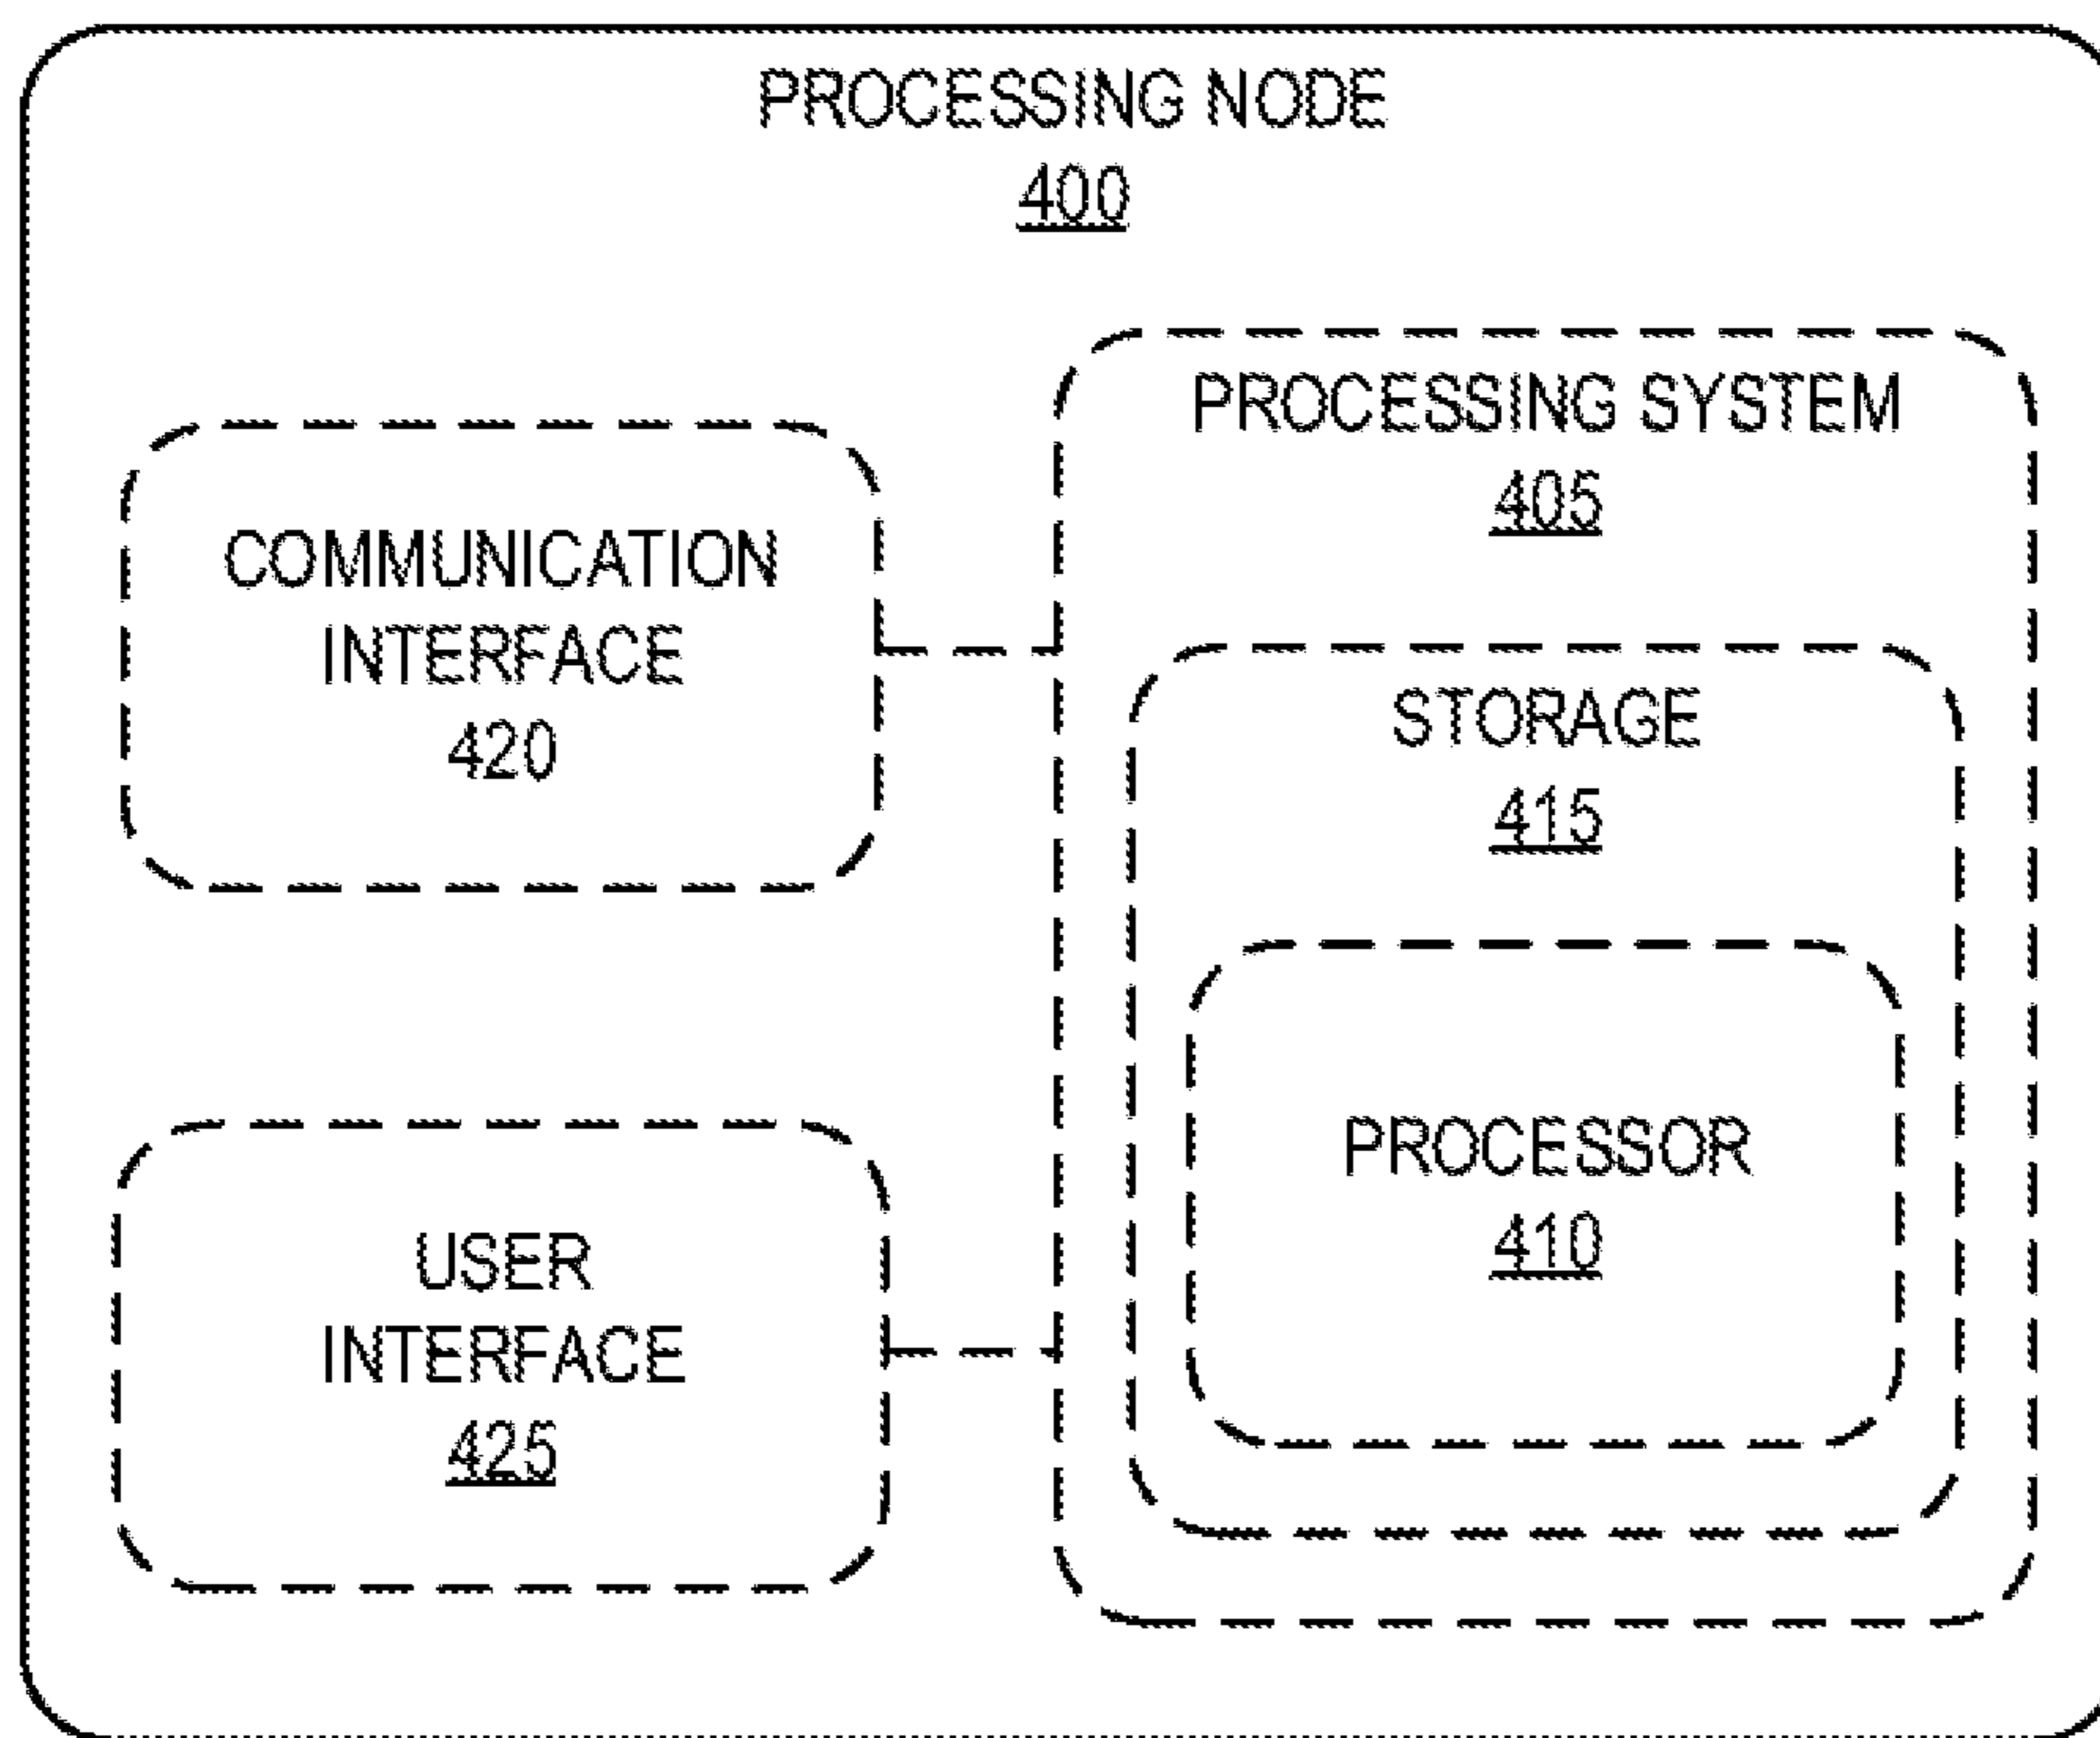 PROCESSING NODE
400
PROCESSING SYSTEM
405
COMMUNICATION
INTERFACE
420
STORAGE
415
PROCESSOR
410
USER
INTERFACE
425